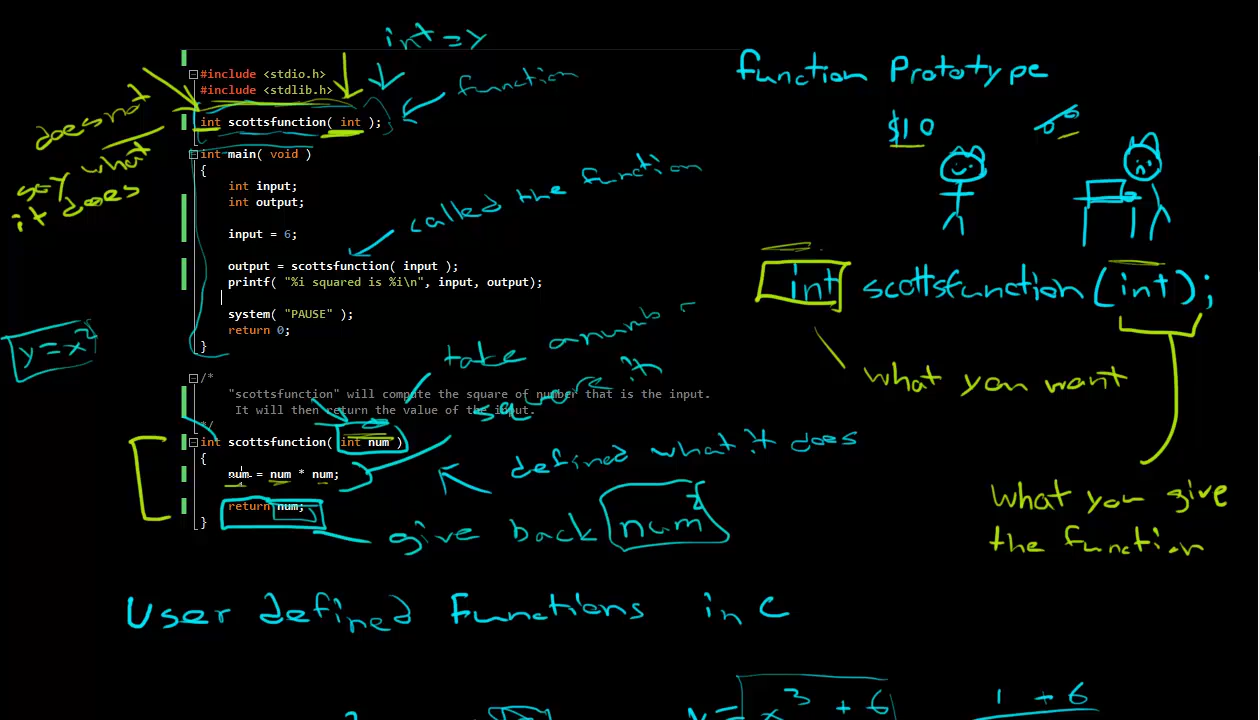 int = y
function Prototype
#include <stdio.h>
#include <stdlib.h>
function
does not
say what
it does
int scottsfunction( int );
$10
int main( void )
{
int input;
int output;
called the function
input = 6;
output = scottsfunction( input );
printf( "%i squared is %i\n", input, output);
system( "PAUSE" );
return 0;
}
int scottsfunction (int);
y = x²
what you want
what you give
the function
take a number
square it
/*
"scottsfunction" will compute the square of number that is the input.
It will then return the value of the input.
*/
int scottsfunction( int num )
{
num = num * num;
return num;
}
defined what it does
give back num
User defined functions in C
x³ + 6
1 + 6